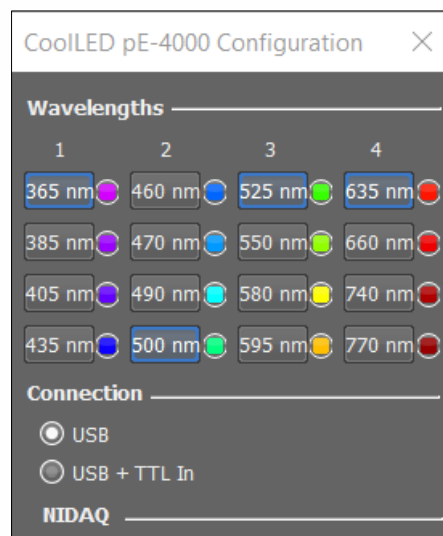 CoolLED pE-4000 Configuration
Wavelengths
1 2 3 4
365 nm 460 nm 525 nm 635 nm
385 nm 470 nm 550 nm 660 nm
405 nm 490 nm 580 nm 740 nm
435 nm 500 nm 595 nm 770 nm
Connection
USB
USB + TTL In
NIDAQ